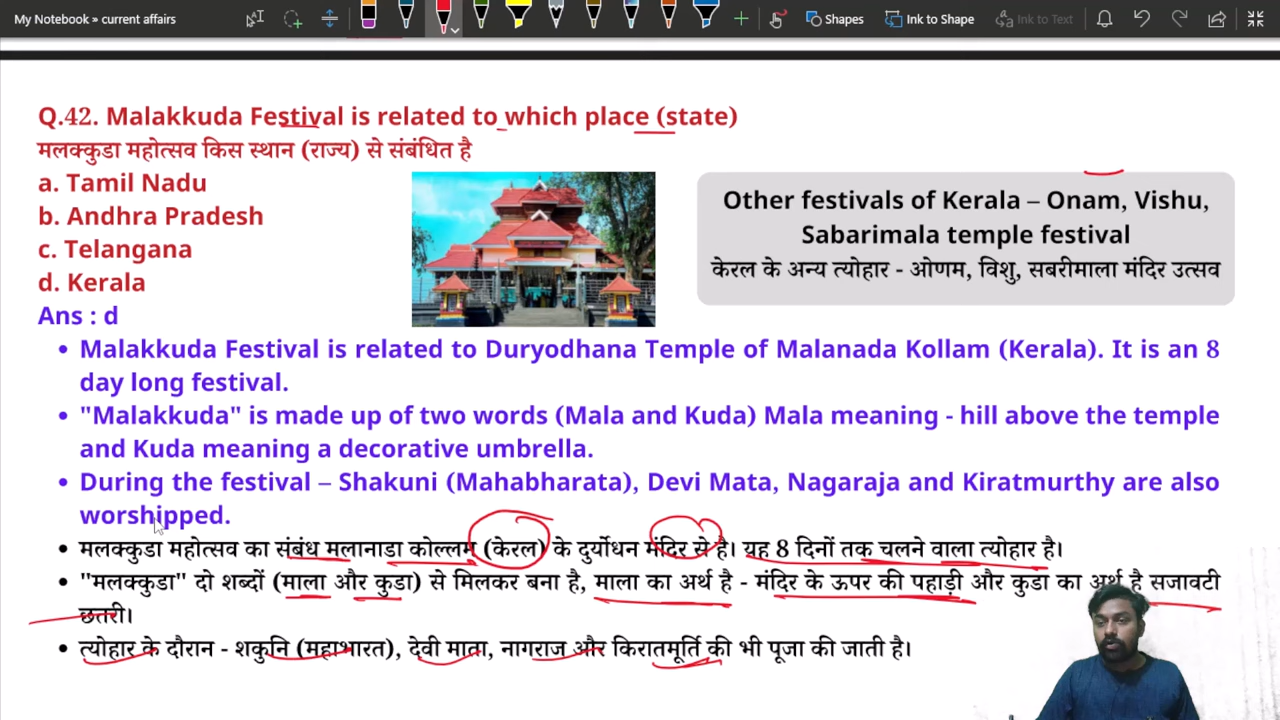 My Notebook » current affairs
Shapes
Ink to Shape
Ink to Text
Q.42. Malakkuda Festival is related to which place (state)
मलक्कुडा महोत्सव किस स्थान (राज्य) से संबंधित है
a. Tamil Nadu
b. Andhra Pradesh
c. Telangana
d. Kerala
Ans : d
Other festivals of Kerala – Onam, Vishu,
Sabarimala temple festival
केरल के अन्य त्योहार - ओणम, विशु, सबरीमाला मंदिर उत्सव
• Malakkuda Festival is related to Duryodhana Temple of Malanada Kollam (Kerala). It is an 8
day long festival.
• "Malakkuda" is made up of two words (Mala and Kuda) Mala meaning - hill above the temple
and Kuda meaning a decorative umbrella.
• During the festival – Shakuni (Mahabharata), Devi Mata, Nagaraja and Kiratmurthy are also
worshipped.
• मलक्कुडा महोत्सव का संबंध मलानाडा कोल्लम (केरल) के दुर्योधन मंदिर से है। यह 8 दिनों तक चलने वाला त्योहार है।
• "मलक्कुडा" दो शब्दों (माला और कुडा) से मिलकर बना है, माला का अर्थ है - मंदिर के ऊपर की पहाड़ी और कुडा का अर्थ है सजावटी
छतरी।
• त्योहार के दौरान - शकुनि (महाभारत), देवी माता, नागराज और किरातमूर्ति की भी पूजा की जाती है।